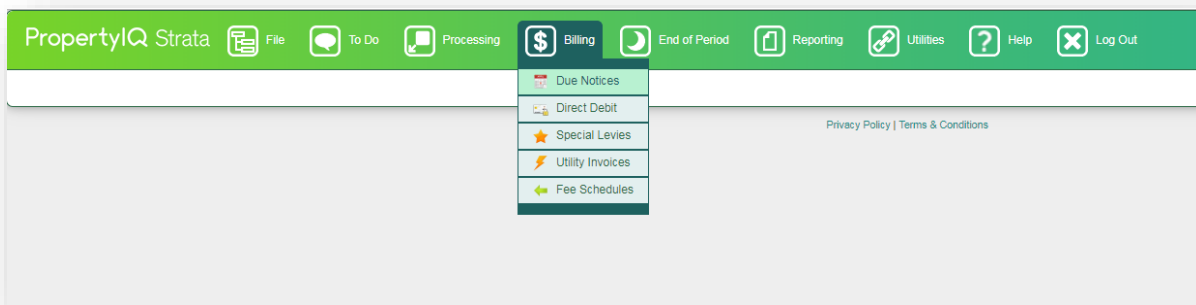 PropertyIQ Strata File To Do Processing $ Billing End of Period Reporting Utilities ? Help Log Out
Due Notices
Direct Debit
Special Levies
Utility Invoices
Fee Schedules
Privacy Policy | Terms & Conditions